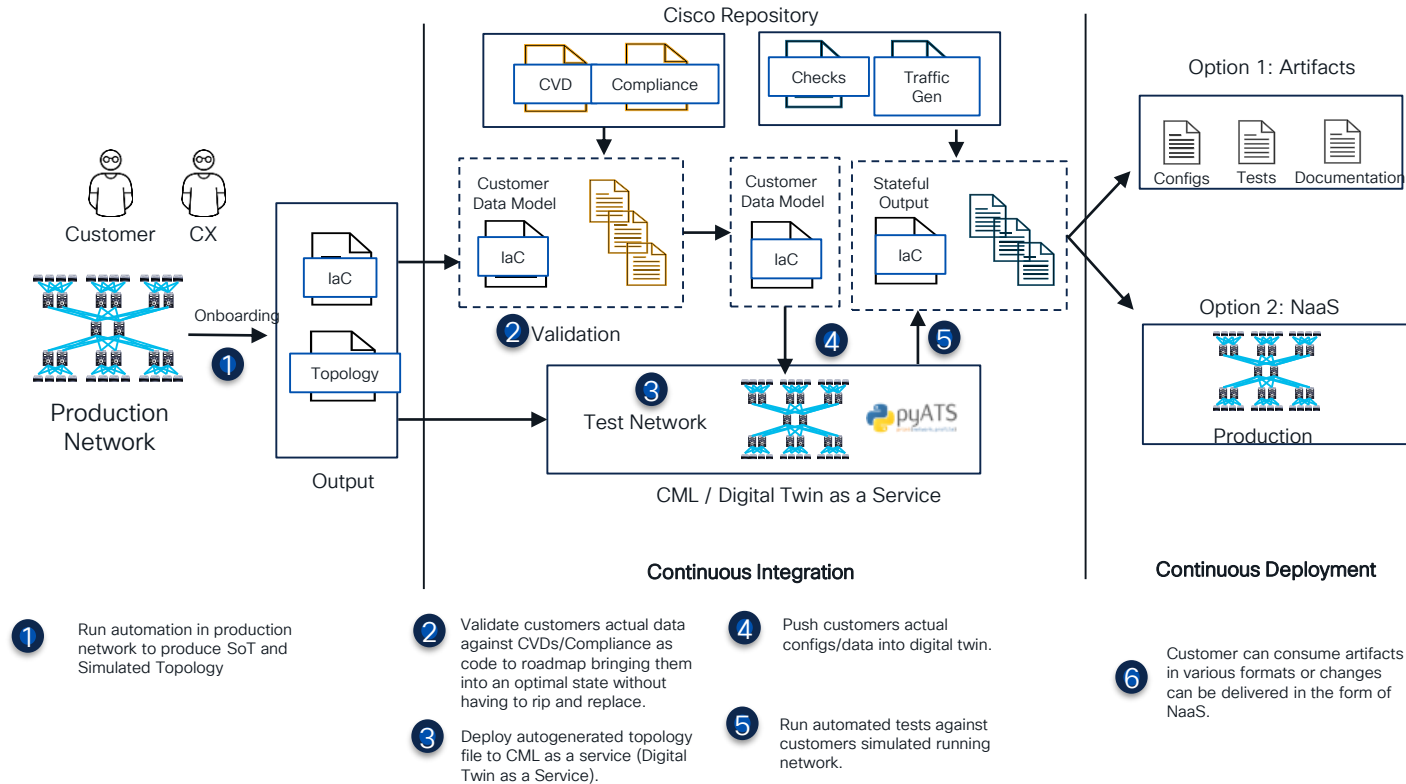 Cisco Repository
CVD
Compliance
Checks
Traffic
Gen
Option 1: Artifacts
Configs
Tests
Documentation
Customer
CX
Customer
Data Model
IaC
Customer
Data Model
IaC
Stateful
Output
IaC
IaC
Topology
Output
Onboarding
1
Production
Network
2
Validation
4
5
3
Test Network
pyATS
CML / Digital Twin as a Service
Option 2: NaaS
Production
Continuous Integration
Continuous Deployment
1
Run automation in production
network to produce SoT and
Simulated Topology
2
Validate customers actual data
against CVDs/Compliance as
code to roadmap bringing them
into an optimal state without
having to rip and replace.
3
Deploy autogenerated topology
file to CML as a service (Digital
Twin as a Service).
4
Push customers actual
configs/data into digital twin.
5
Run automated tests against
customers simulated running
network.
6
Customer can consume artifacts
in various formats or changes
can be delivered in the form of
NaaS.